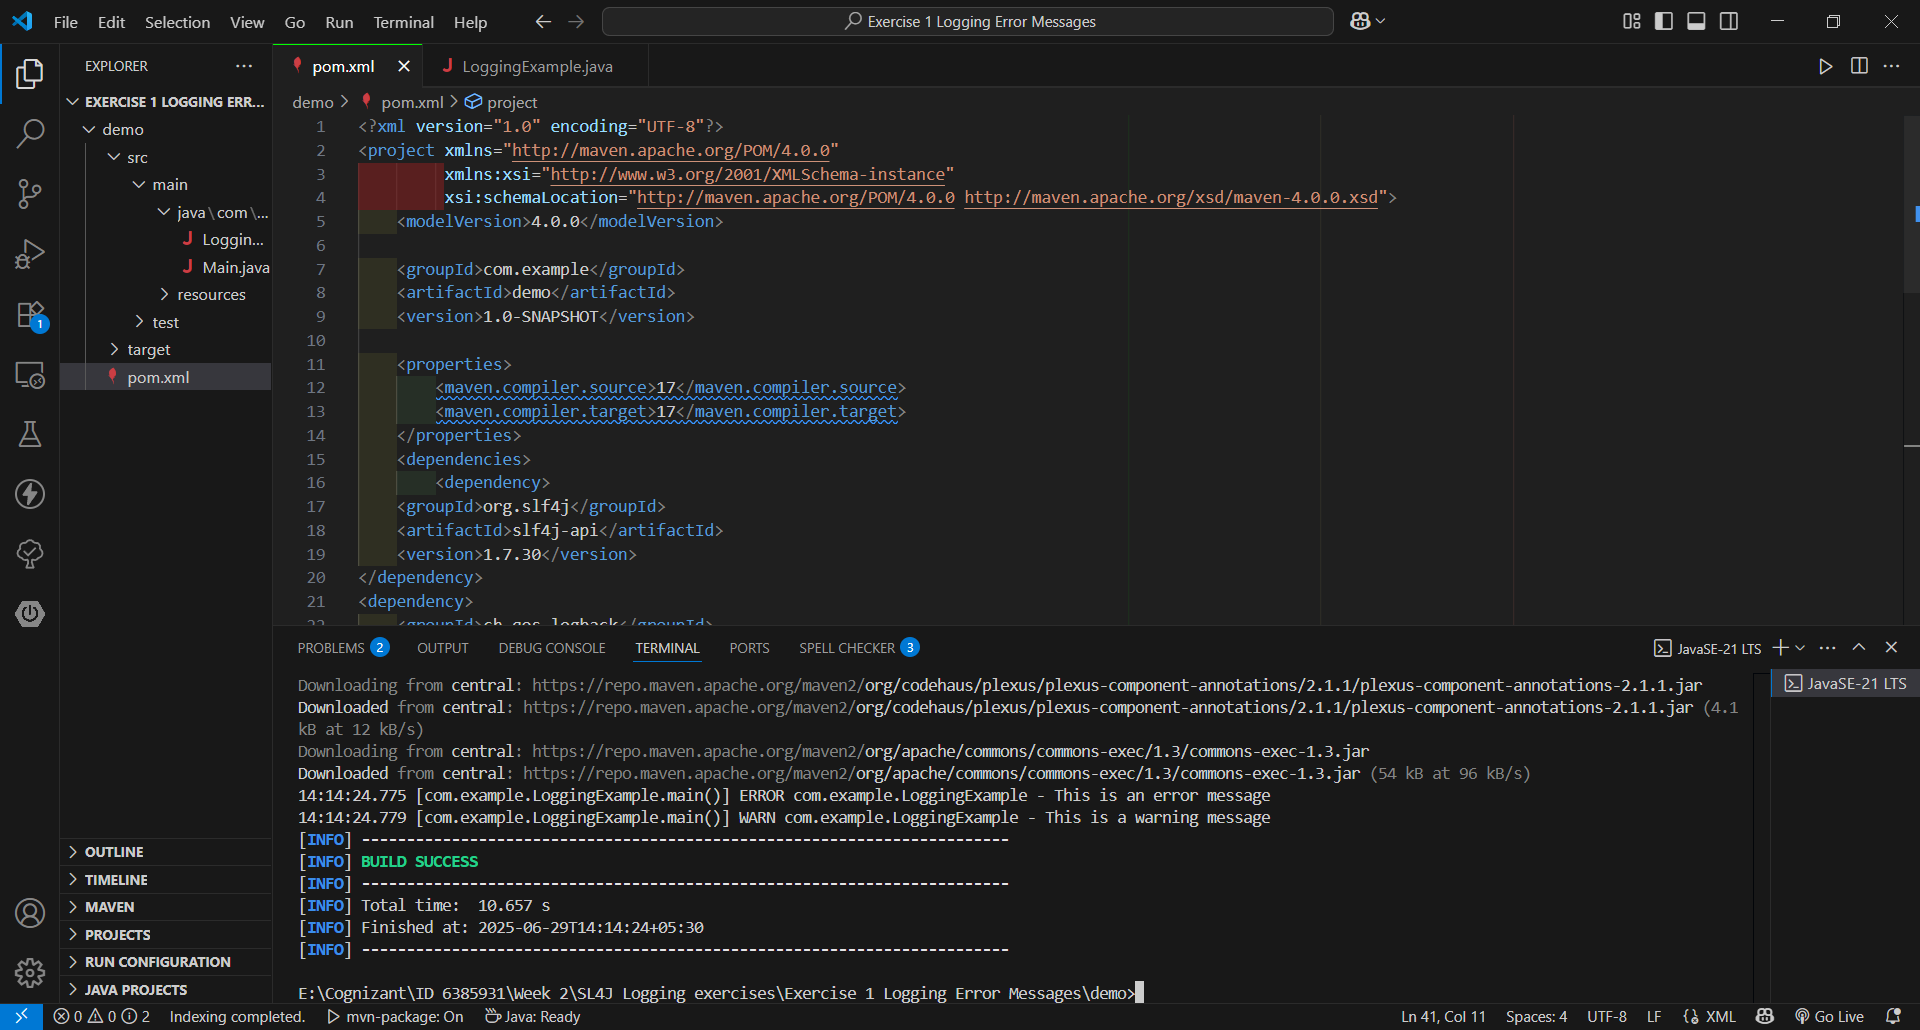 File Edit Selection View Go Run Terminal Help
Exercise 1 Logging Error Messages
EXPLORER
EXERCISE 1 LOGGING ERR...
demo
src
main
java\com\...
Loggin...
Main.java
resources
test
target
pom.xml
1
OUTLINE
TIMELINE
MAVEN
PROJECTS
RUN CONFIGURATION
JAVA PROJECTS
pom.xml LoggingExample.java
demo > pom.xml > project
1 <?xml version="1.0" encoding="UTF-8"?>
2 <project xmlns="http://maven.apache.org/POM/4.0.0"
3 xmlns:xsi="http://www.w3.org/2001/XMLSchema-instance"
4 xsi:schemaLocation="http://maven.apache.org/POM/4.0.0 http://maven.apache.org/xsd/maven-4.0.0.xsd">
5 <modelVersion>4.0.0</modelVersion>
6
7 <groupId>com.example</groupId>
8 <artifactId>demo</artifactId>
9 <version>1.0-SNAPSHOT</version>
10
11 <properties>
12 <maven.compiler.source>17</maven.compiler.source>
13 <maven.compiler.target>17</maven.compiler.target>
14 </properties>
15 <dependencies>
16 <dependency>
17 <groupId>org.slf4j</groupId>
18 <artifactId>slf4j-api</artifactId>
19 <version>1.7.30</version>
20 </dependency>
21 <dependency>
22 <groupId>ch.qos.logback</groupId>
PROBLEMS 2 OUTPUT DEBUG CONSOLE TERMINAL PORTS SPELL CHECKER 3
JavaSE-21 LTS
JavaSE-21 LTS
Downloading from central: https://repo.maven.apache.org/maven2/org/codehaus/plexus/plexus-component-annotations/2.1.1/plexus-component-annotations-2.1.1.jar
Downloaded from central: https://repo.maven.apache.org/maven2/org/codehaus/plexus/plexus-component-annotations/2.1.1/plexus-component-annotations-2.1.1.jar (4.1
kB at 12 kB/s)
Downloading from central: https://repo.maven.apache.org/maven2/org/apache/commons/commons-exec/1.3/commons-exec-1.3.jar
Downloaded from central: https://repo.maven.apache.org/maven2/org/apache/commons/commons-exec/1.3/commons-exec-1.3.jar (54 kB at 96 kB/s)
14:14:24.775 [com.example.LoggingExample.main()] ERROR com.example.LoggingExample - This is an error message
14:14:24.779 [com.example.LoggingExample.main()] WARN com.example.LoggingExample - This is a warning message
[INFO] ------------------------------------------------------------------------
[INFO] BUILD SUCCESS
[INFO] ------------------------------------------------------------------------
[INFO] Total time:  10.657 s
[INFO] Finished at: 2025-06-29T14:14:24+05:30
[INFO] ------------------------------------------------------------------------
E:\Cognizant\ID 6385931\Week 2\SL4J Logging exercises\Exercise 1 Logging Error Messages\demo>
0 0 2 Indexing completed. mvn-package: On Java: Ready
Ln 41, Col 11 Spaces: 4 UTF-8 LF XML Go Live